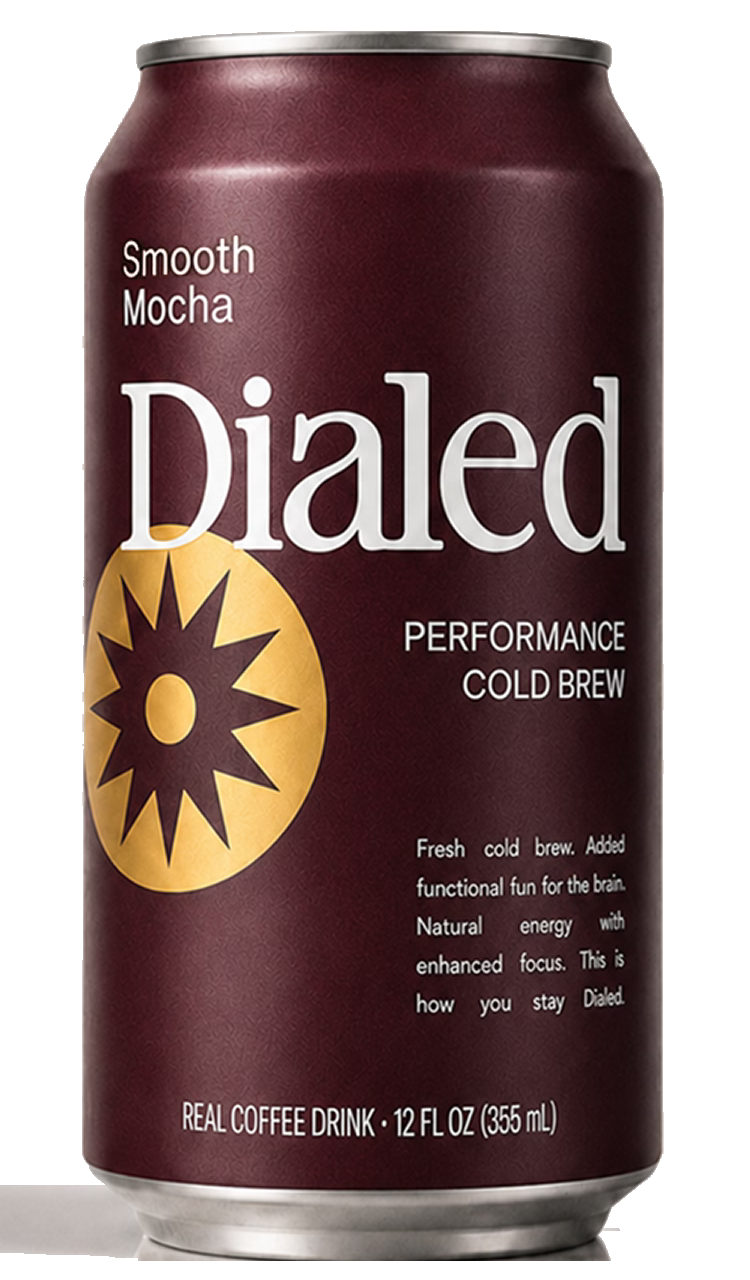 Smooth
Mocha
Dialed
PERFORMANCE
COLD BREW
Fresh cold brew. Added
functional fun for the brain.
Natural energy with
enhanced focus. This is
how you stay Dialed.
REAL COFFEE DRINK • 12 FL OZ (355 mL)